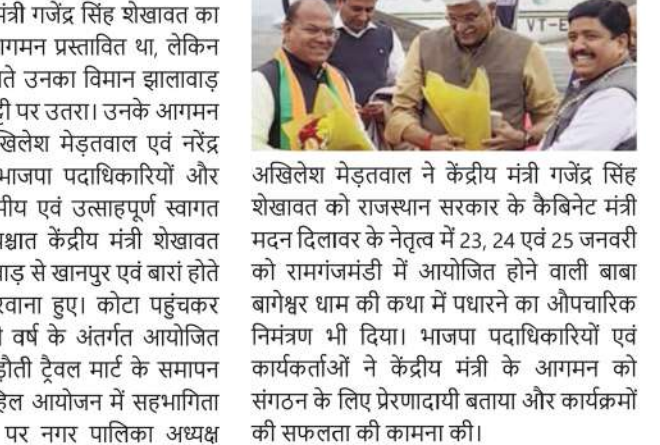 मंत्री गजेंद्र सिंह शेखावत का
प्रस्तावित था, लेकिन
उनका विमान झालावाड़
पर उतरा। उनके आगमन
मेड़तवाल एवं नरेंद्र
भाजपा पदाधिकारियों और
एवं उत्साहपूर्ण स्वागत
केंद्रीय मंत्री शेखावत
से खानपुर एवं बारां होते
रवाना हुए। कोटा पहुंचकर
वर्ष के अंतर्गत आयोजित
ट्रैवल मार्ट के समापन
आयोजन में सहभागिता
पर नगर पालिका अध्यक्ष
VT-E
अखिलेश मेड़तवाल ने केंद्रीय मंत्री गजेंद्र सिंह
शेखावत को राजस्थान सरकार के कैबिनेट मंत्री
मदन दिलावर के नेतृत्व में 23, 24 एवं 25 जनवरी
को रामगंजमंडी में आयोजित होने वाली बाबा
बागेश्वर धाम की कथा में पधारने का औपचारिक
निमंत्रण भी दिया। भाजपा पदाधिकारियों एवं
कार्यकर्ताओं ने केंद्रीय मंत्री के आगमन को
संगठन के लिए प्रेरणादायी बताया और कार्यक्रमों
की सफलता की कामना की।